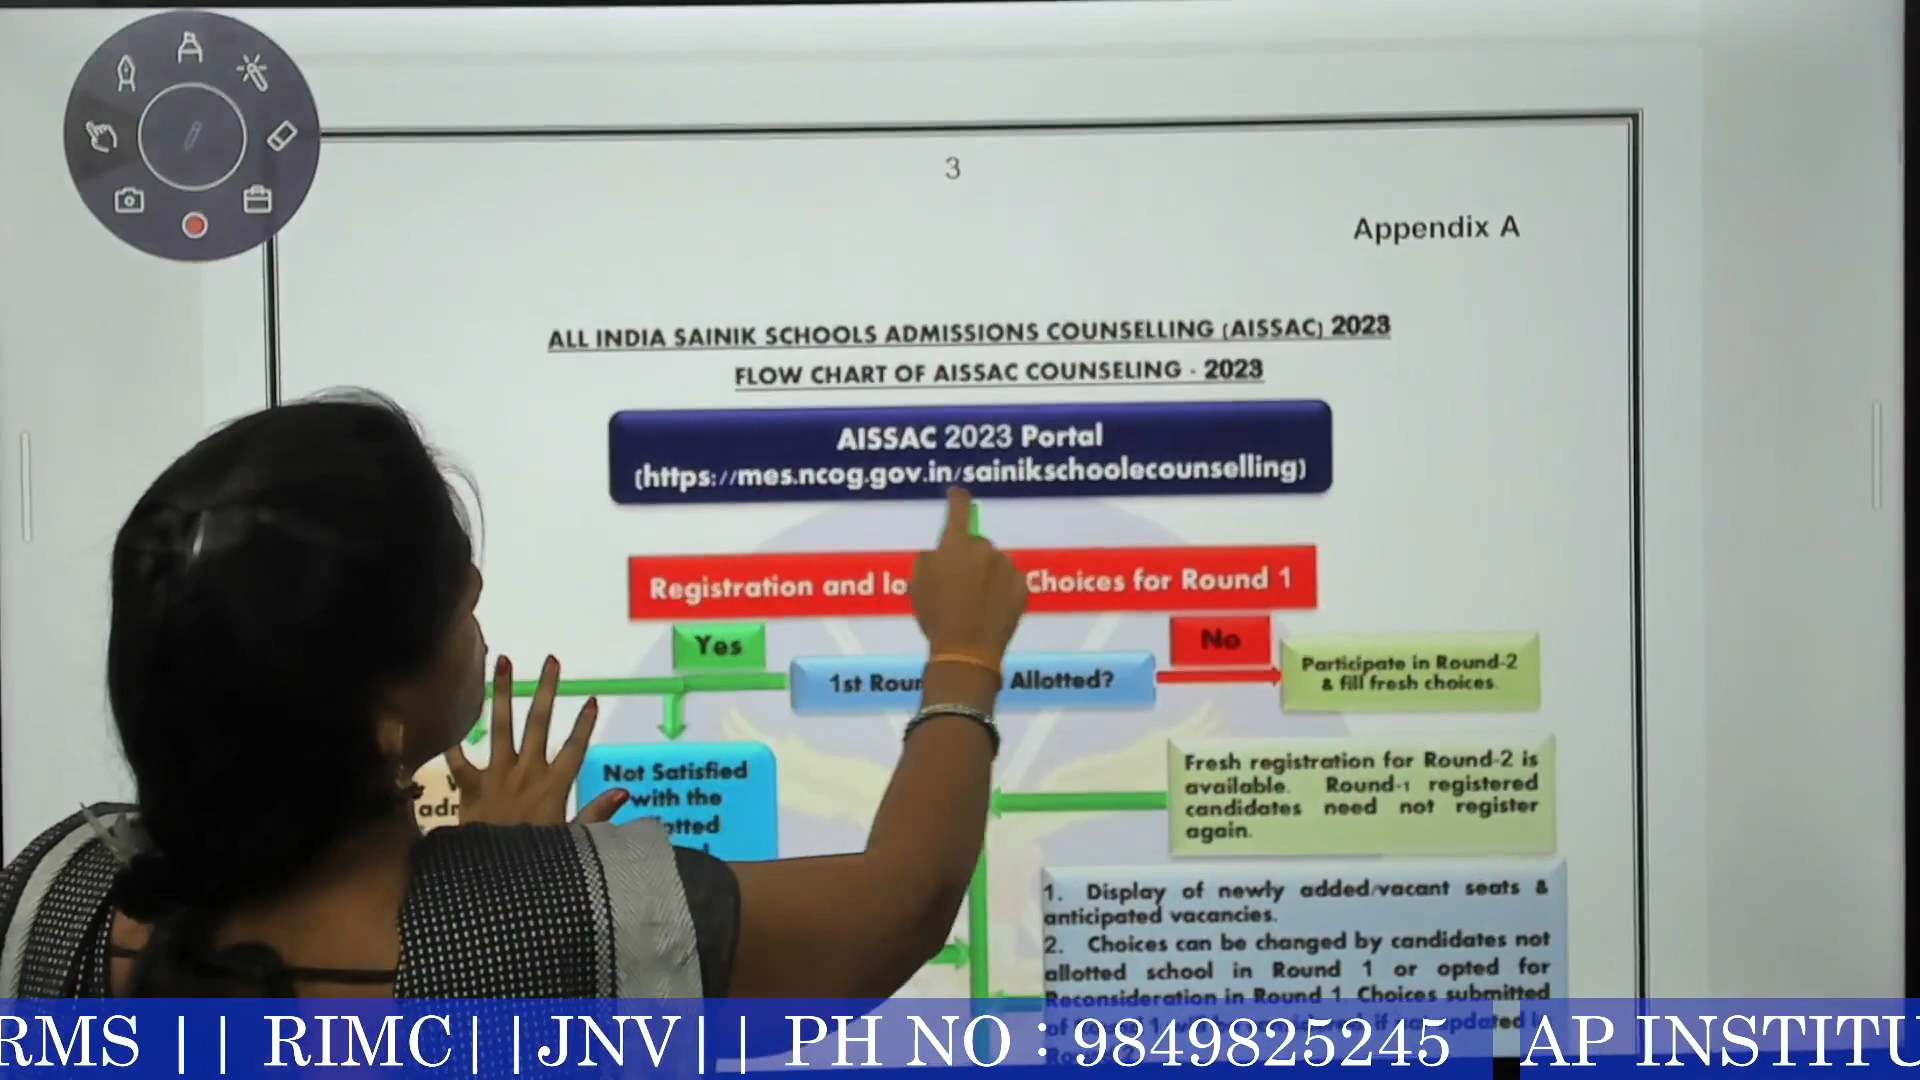 3
Appendix A
ALL INDIA SAINIK SCHOOLS ADMISSIONS COUNSELLING (AISSAC) 2023
FLOW CHART OF AISSAC COUNSELING - 2023
AISSAC 2023 Portal
(https://mes.ncog.gov.in/sainikschoolecounselling)
Registration and Choices for Round 1
Yes
No
1st Allotted?
Participate in Round-2
& fill fresh choices.
Not Satisfied
with the
Fresh registration for Round-2 is
available. Round-1 registered
candidates need not register
again.
1. Display of newly added/vacant seats &
anticipated vacancies.
2. Choices can be changed by candidates not
allotted school in Round 1 or opted for
Reconsideration in Round 1. Choices submitted
RMS || RIMC||JNV|| PH NO : 9849825245 AP INSTITU